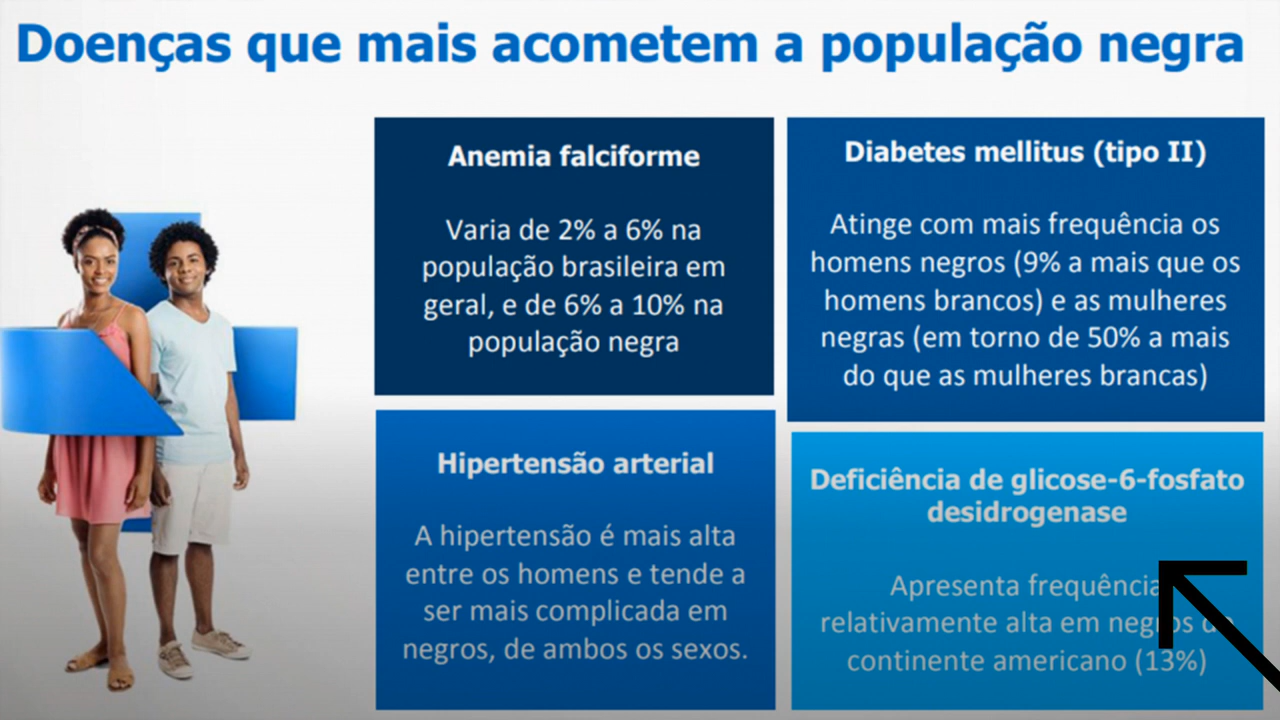 Doenças que mais acometem a população negra
Anemia falciforme
Varia de 2% a 6% na
população brasileira em
geral, e de 6% a 10% na
população negra
Diabetes mellitus (tipo II)
Atinge com mais frequência os
homens negros (9% a mais que os
homens brancos) e as mulheres
negras (em torno de 50% a mais
do que as mulheres brancas)
Hipertensão arterial
A hipertensão é mais alta
entre os homens e tende a
ser mais complicada em
negros, de ambos os sexos.
Deficiência de glicose-6-fosfato
desidrogenase
Apresenta frequência
relativamente alta em negros do
continente americano (13%)